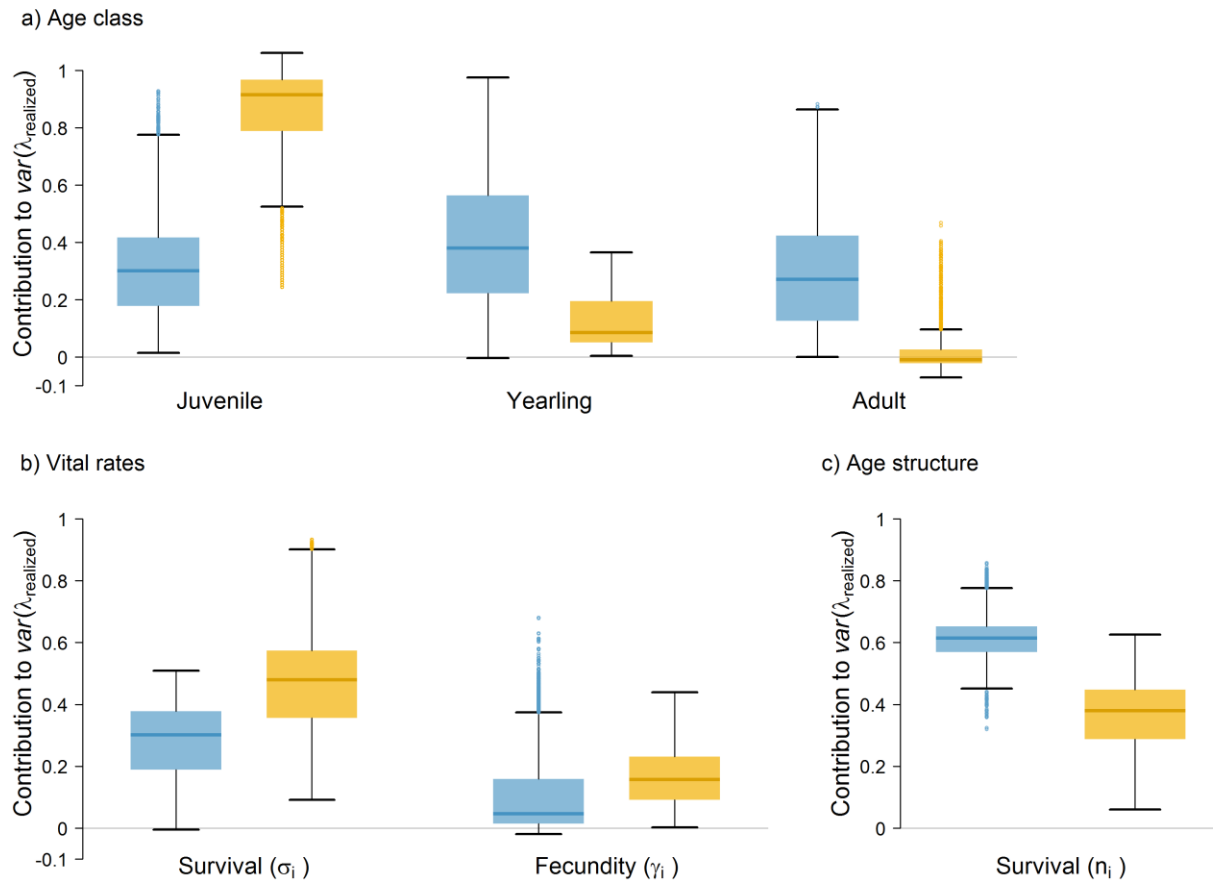 a) Age class
Contribution to var(λrealized)
1
0.8
0.6
0.4
0.2
0
-0.1
Juvenile
Yearling
Adult
b) Vital rates
Contribution to var(λrealized)
1
0.8
0.6
0.4
0.2
0
-0.1
Survival (σi )
Fecundity (γi )
c) Age structure
Contribution to var(λrealized)
1
0.8
0.6
0.4
0.2
0
Survival (ni )